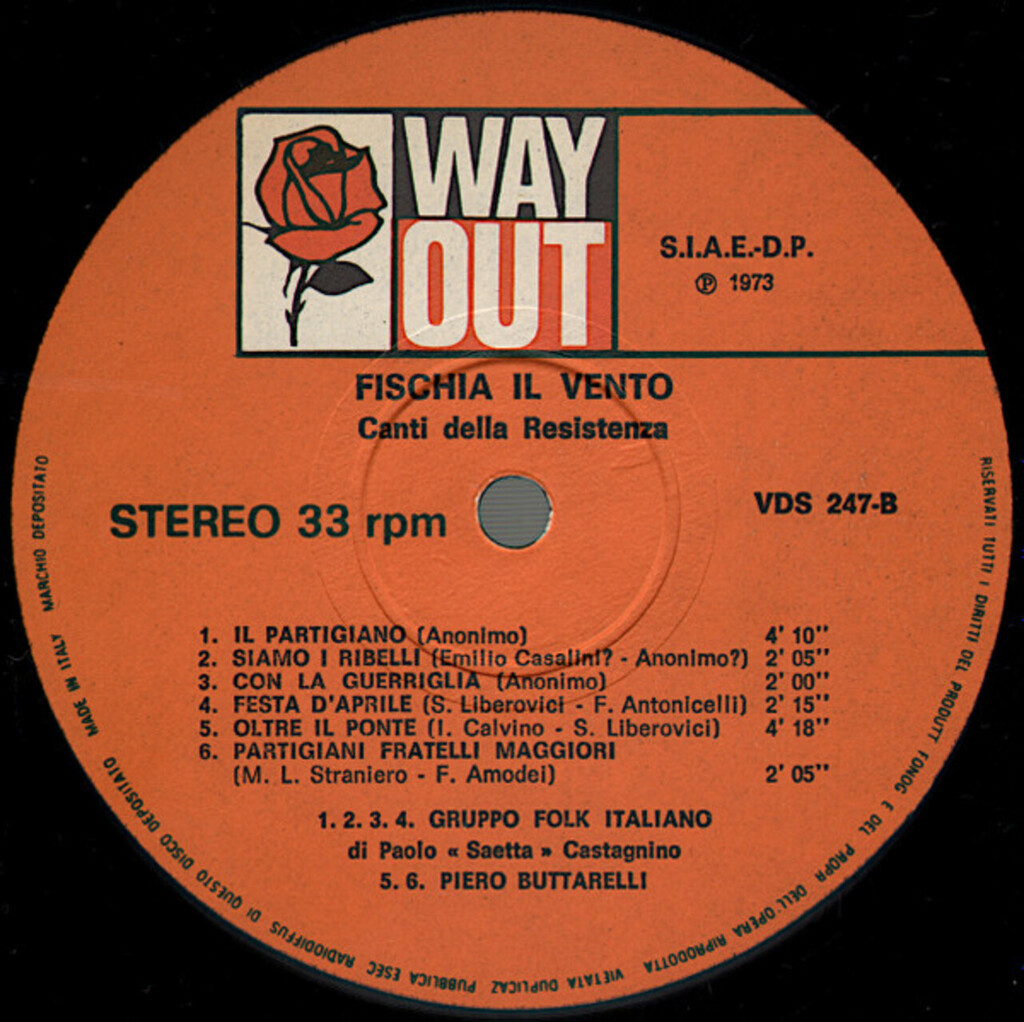 WAY
OUT
S.I.A.E.-D.P.
Ⓟ 1973
FISCHIA IL VENTO
Canti della Resistenza
STEREO 33 rpm
VDS 247-B
1. IL PARTIGIANO (Anonimo) 4' 10"
2. SIAMO I RIBELLI (Emilio Casalini? - Anonimo?) 2' 05"
3. CON LA GUERRIGLIA (Anonimo) 2' 00"
4. FESTA D'APRILE (S. Liberovici - F. Antonicelli) 2' 15"
5. OLTRE IL PONTE (I. Calvino - S. Liberovici) 4' 18"
6. PARTIGIANI FRATELLI MAGGIORI
(M. L. Straniero - F. Amodei) 2' 05"
1. 2. 3. 4. GRUPPO FOLK ITALIANO
di Paolo « Saetta » Castagnino
5. 6. PIERO BUTTARELLI
RISERVATI TUTTI I DIRITTI DEL PRODUTT FONOG E DEL PROPR DELL'OPERA RIPRODOTTA VIETATA DUPLICAZ PUBBLICA ESEC RADIODIFFUS DI QUESTO DISCO DEPOSITATO MADE IN ITALY MARCHIO DEPOSITATO